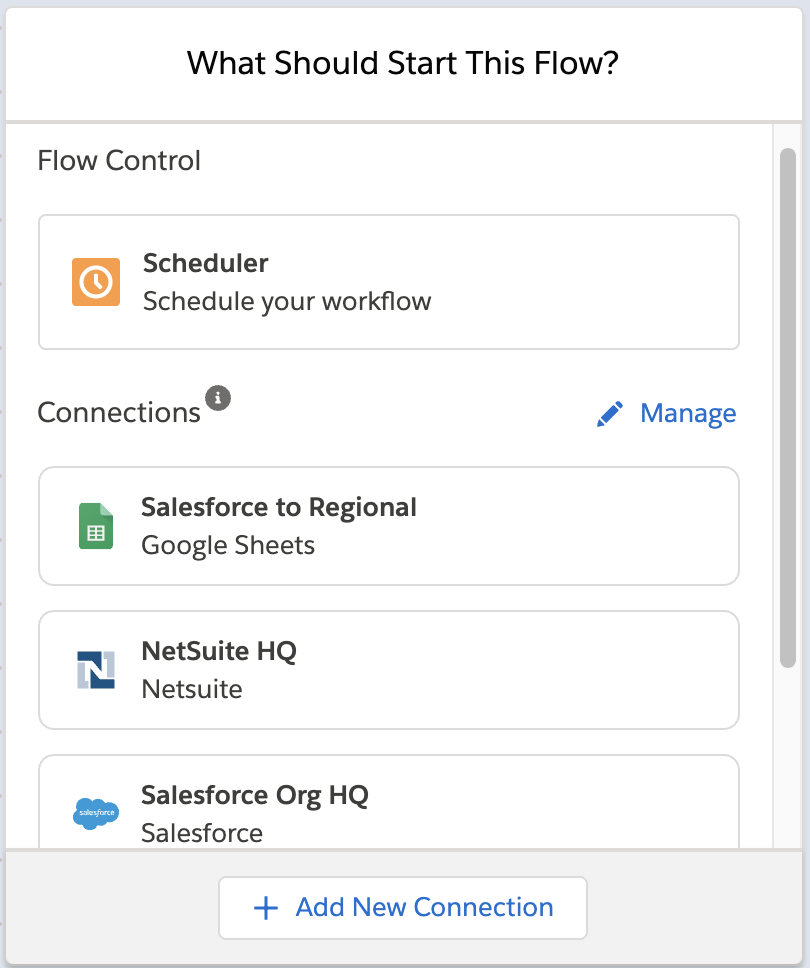 What Should Start This Flow?
Flow Control
Scheduler
Schedule your workflow
Connections
Manage
Salesforce to Regional
Google Sheets
NetSuite HQ
Netsuite
salesforce
Salesforce Org HQ
Salesforce
Add New Connection